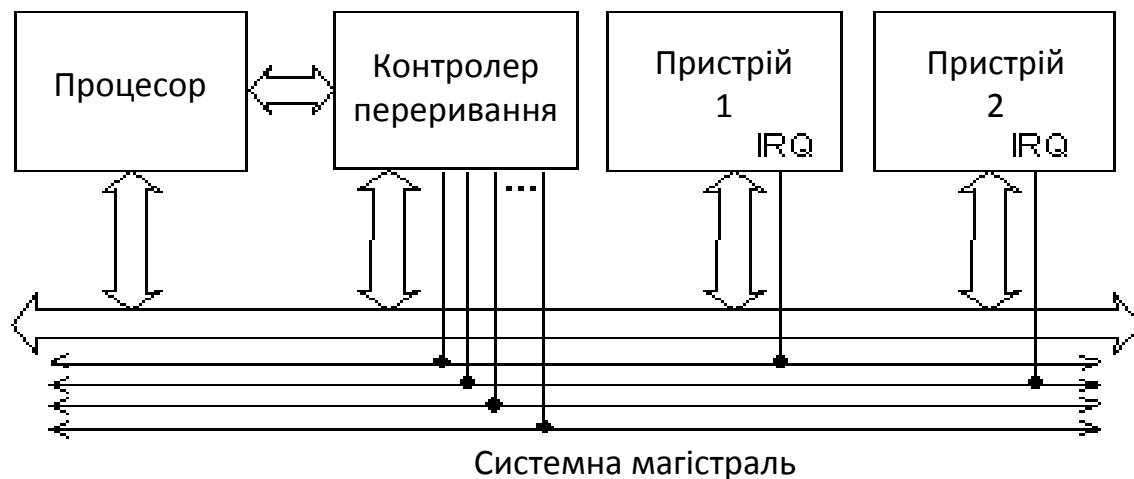 Процесор
Контролер
переривання
...
Пристрій
1
IRQ
Пристрій
2
IRQ
Системна магістраль